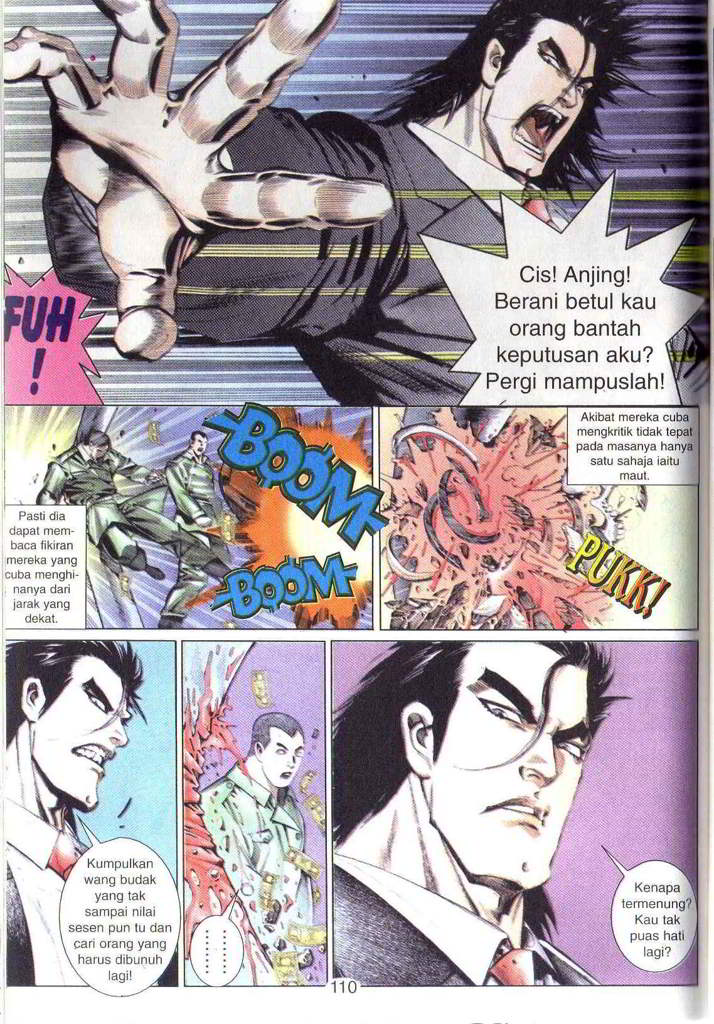 Cis! Anjing!
Berani betul kau
orang bantah
keputusan aku?
Pergi mampuslah!
FUH
!
Pasti dia
dapat mem-
baca fikiran
mereka yang
cuba menghi-
nanya dari
jarak yang
dekat.
BOOM
BOOM
Akibat mereka cuba
mengkritik tidak tepat
pada masanya hanya
satu sahaja iaitu
maut.
PUKK!
Kumpulkan
wang budak
yang tak
sampai nilai
sesen pun tu dan
cari orang yang
harus dibunuh
lagi!
Kenapa
termenung?
Kau tak
puas hati
lagi?
110